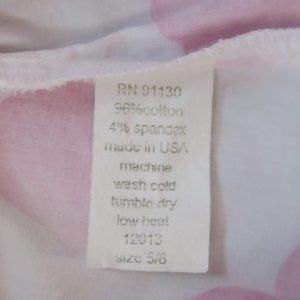 RN 91130
96%cotton
4% spandex
made in USA
machine
wash cold
tumble dry
low heat
12013
size 5/6